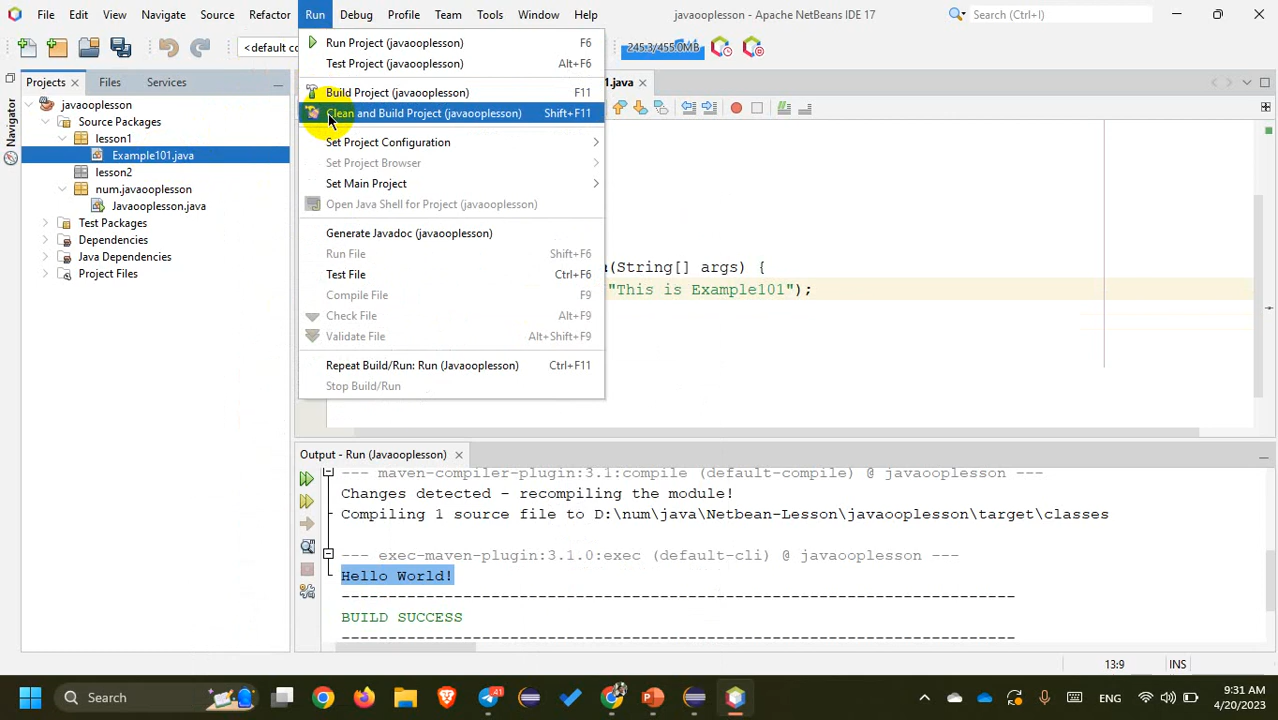 File Edit View Navigate Source Refactor Run Debug Profile Team Tools Window Help javaooplesson - Apache NetBeans IDE 17 Search (Ctrl+I)
<default co
245.3/455.0MB
Projects Files Services
.java
Navigator
javaooplesson
Source Packages
lesson1
Example101.java
lesson2
num.javaooplesson
Javaooplesson.java
Test Packages
Dependencies
Java Dependencies
Project Files
Run Project (javaooplesson) F6
Test Project (javaooplesson) Alt+F6
Build Project (javaooplesson) F11
Clean and Build Project (javaooplesson) Shift+F11
Set Project Configuration
Set Project Browser
Set Main Project
Open Java Shell for Project (javaooplesson)
Generate Javadoc (javaooplesson)
Run File Shift+F6
Test File Ctrl+F6
Compile File F9
Check File Alt+F9
Validate File Alt+Shift+F9
Repeat Build/Run: Run (Javaooplesson) Ctrl+F11
Stop Build/Run
(String[] args) {
"This is Example101");
Output - Run (Javaooplesson)
--- maven-compiler-plugin:3.1:compile (default-compile) @ javaooplesson ---
Changes detected - recompiling the module!
Compiling 1 source file to D:\num\java\Netbean-Lesson\javaooplesson\target\classes
--- exec-maven-plugin:3.1.0:exec (default-cli) @ javaooplesson ---
Hello World!
------------------------------------------------------------------------
BUILD SUCCESS
------------------------------------------------------------------------
13:9 INS
Search
41
ENG
9:31 AM
4/20/2023